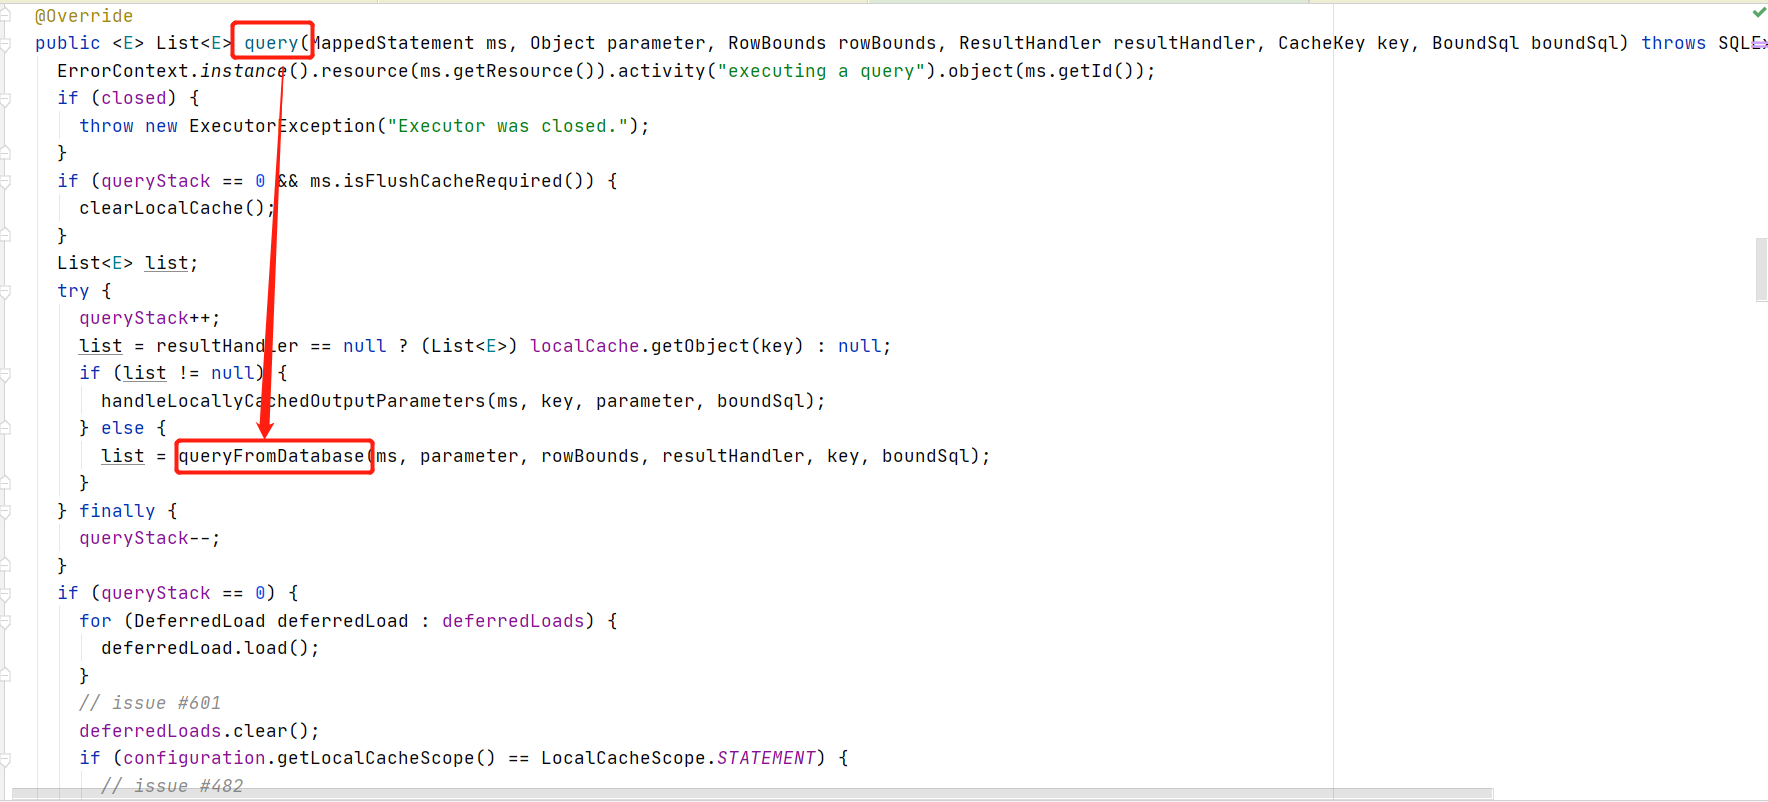 @Override
public <E> List<E> query(MappedStatement ms, Object parameter, RowBounds rowBounds, ResultHandler resultHandler, CacheKey key, BoundSql boundSql) throws SQLEx
ErrorContext.instance().resource(ms.getResource()).activity("executing a query").object(ms.getId());
if (closed) {
throw new ExecutorException("Executor was closed.");
}
if (queryStack == 0 && ms.isFlushCacheRequired()) {
clearLocalCache();
}
List<E> list;
try {
queryStack++;
list = resultHandler == null ? (List<E>) localCache.getObject(key) : null;
if (list != null) {
handleLocallyCachedOutputParameters(ms, key, parameter, boundSql);
} else {
list = queryFromDatabase(ms, parameter, rowBounds, resultHandler, key, boundSql);
}
} finally {
queryStack--;
}
if (queryStack == 0) {
for (DeferredLoad deferredLoad : deferredLoads) {
deferredLoad.load();
}
// issue #601
deferredLoads.clear();
if (configuration.getLocalCacheScope() == LocalCacheScope.STATEMENT) {
// issue #482